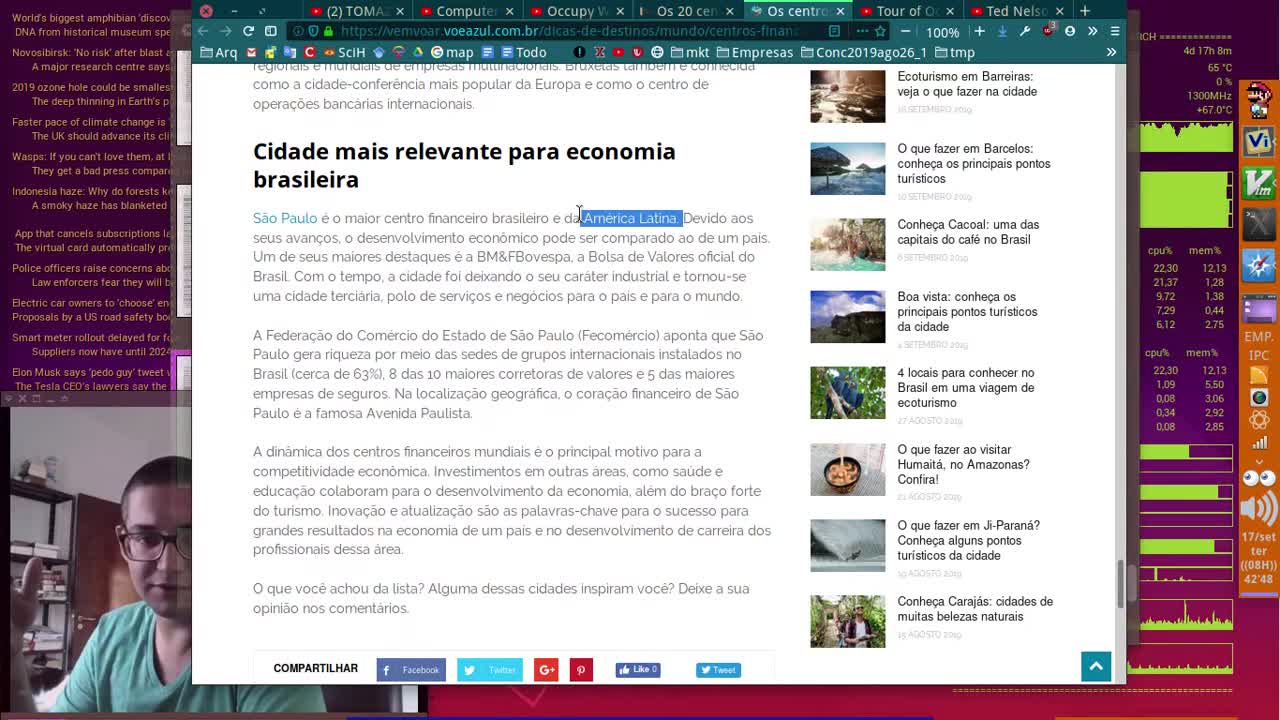 World's biggest amphibian 'discov
DNA from historical museum spe
Novosibirsk: 'No risk' after blast a
A major research centre says
2019 ozone hole could be smalles
The deep thinning in Earth's p
Faster pace of climate change is '
The UK should advance its cli
Wasps: If you can't love them, at l
They get a bad press compare
Indonesia haze: Why do forests ke
A smoky haze has blanketed
App that cancels subscriptions la
The virtual card automatically pr
Police officers raise concerns abo
Law enforcers fear they will b
Electric car owners to 'choose' en
Proposals by a US road safety bo
Smart meter rollout delayed for fo
Suppliers now have until 2024
Elon Musk says 'pedo guy' tweet w
The Tesla CEO's lawyers say the
(2) TOMAZ
Computer
Occupy W
Os 20 cen
Os centro
Tour of Oc
Ted Nelso
https://vemvoar.voeazul.com.br/dicas-de-destinos/mundo/centros-finan
100%
3
Arq
SciH
map
Todo
mkt
Empresas
Conc2019ago26_1
tmp
regionais e mundiais de empresas multinacionais. Bruxelas também é conhecida
como a cidade-conferência mais popular da Europa e como o centro de
operações bancárias internacionais.
Cidade mais relevante para economia
brasileira
São Paulo é o maior centro financeiro brasileiro e da América Latina. Devido aos
seus avanços, o desenvolvimento econômico pode ser comparado ao de um país.
Um de seus maiores destaques é a BM&FBovespa, a Bolsa de Valores oficial do
Brasil. Com o tempo, a cidade foi deixando o seu caráter industrial e tornou-se
uma cidade terciária, polo de serviços e negócios para o país e para o mundo.
A Federação do Comércio do Estado de São Paulo (Fecomércio) aponta que São
Paulo gera riqueza por meio das sedes de grupos internacionais instalados no
Brasil (cerca de 63%), 8 das 10 maiores corretoras de valores e 5 das maiores
empresas de seguros. Na localização geográfica, o coração financeiro de São
Paulo é a famosa Avenida Paulista.
A dinâmica dos centros financeiros mundiais é o principal motivo para a
competitividade econômica. Investimentos em outras áreas, como saúde e
educação colaboram para o desenvolvimento da economia, além do braço forte
do turismo. Inovação e atualização são as palavras-chave para o sucesso para
grandes resultados na economia de um país e no desenvolvimento de carreira dos
profissionais dessa área.
O que você achou da lista? Alguma dessas cidades inspiram você? Deixe a sua
opinião nos comentários.
COMPARTILHAR
Facebook
Twitter
G+
Like 0
Tweet
Ecoturismo em Barreiras:
veja o que fazer na cidade
16 SETEMBRO 2019
O que fazer em Barcelos:
conheça os principais pontos
turísticos
10 SETEMBRO 2019
Conheça Cacoal: uma das
capitais do café no Brasil
6 SETEMBRO 2019
Boa vista: conheça os
principais pontos turísticos
da cidade
4 SETEMBRO 2019
4 locais para conhecer no
Brasil em uma viagem de
ecoturismo
27 AGOSTO 2019
O que fazer ao visitar
Humaitá, no Amazonas?
Confira!
21 AGOSTO 2019
O que fazer em Ji-Paraná?
Conheça alguns pontos
turísticos da cidade
19 AGOSTO 2019
Conheça Carajás: cidades de
muitas belezas naturais
15 AGOSTO 2019
4d 17h 8m
65 °C
0 %
1300MHz
+67.0°C
cpu% mem%
22,30 12,13
21,37 1,28
9,72 1,38
7,29 0,44
6,12 2,75
cpu% mem%
22,30 12,13
1,09 5,50
0,08 3,06
0,34 2,92
0,08 2,85
EMP.
IPC
17/set
ter
((08H))
42'48